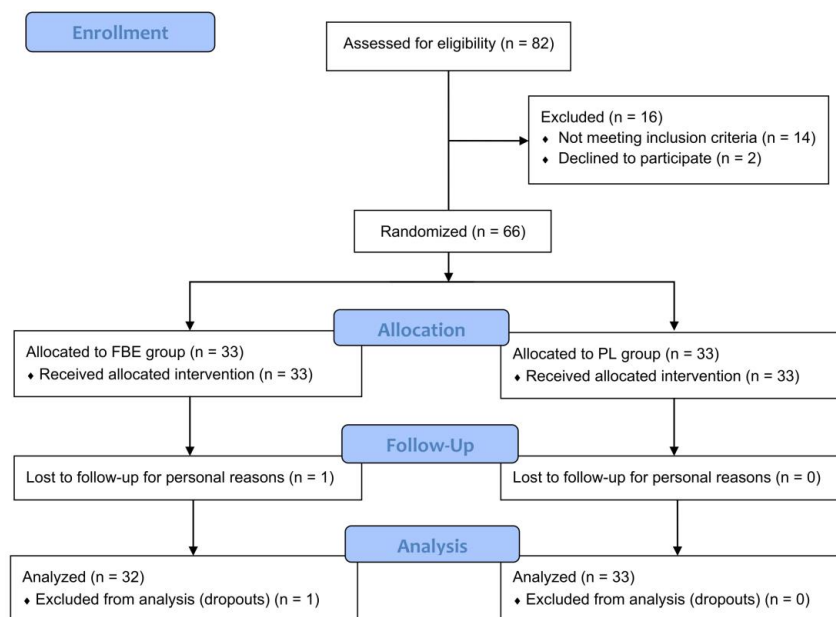 Enrollment
Assessed for eligibility (n = 82)
Excluded (n = 16)
♦ Not meeting inclusion criteria (n = 14)
♦ Declined to participate (n = 2)
Randomized (n = 66)
Allocation
Allocated to FBE group (n = 33)
♦ Received allocated intervention (n = 33)
Allocated to PL group (n = 33)
♦ Received allocated intervention (n = 33)
Follow-Up
Lost to follow-up for personal reasons (n = 1)
Lost to follow-up for personal reasons (n = 0)
Analysis
Analyzed (n = 32)
♦ Excluded from analysis (dropouts) (n = 1)
Analyzed (n = 33)
♦ Excluded from analysis (dropouts) (n = 0)